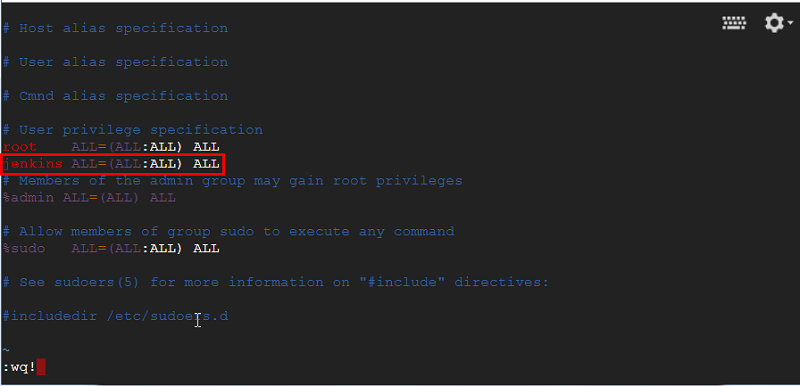 # Host alias specification
# User alias specification
# Cmnd alias specification
# User privilege specification
root    ALL=(ALL:ALL) ALL
jenkins ALL=(ALL:ALL) ALL
# Members of the admin group may gain root privileges
%admin ALL=(ALL) ALL
# Allow members of group sudo to execute any command
%sudo   ALL=(ALL:ALL) ALL
# See sudoers(5) for more information on "#include" directives:
#includedir /etc/sudoers.d
~
:wq!